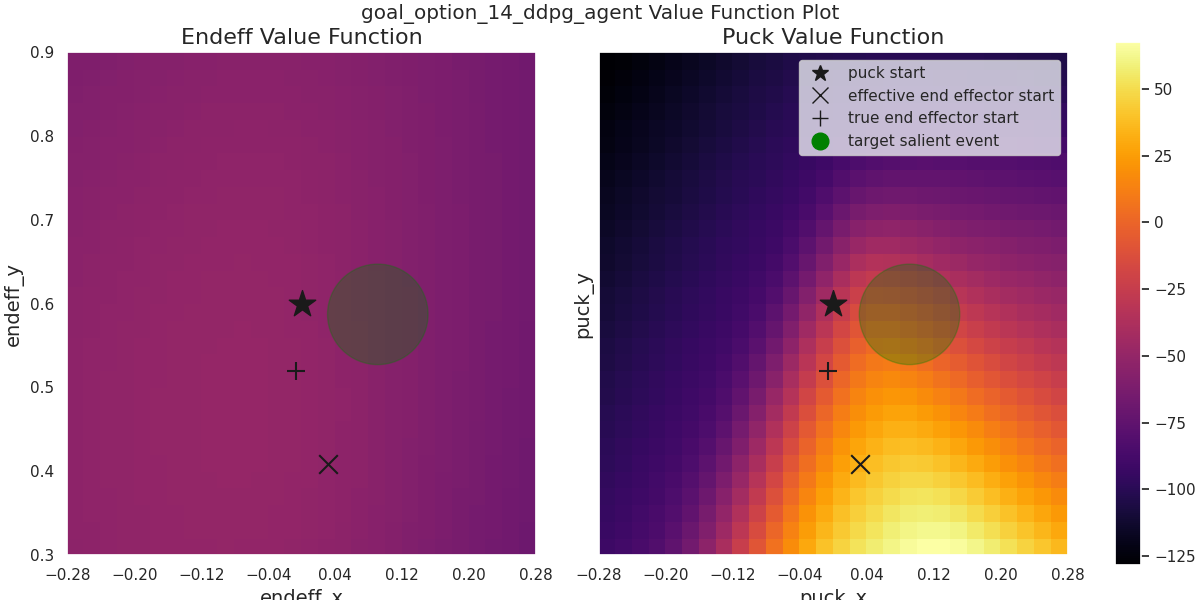 goal_option_14_ddpg_agent Value Function Plot
Endeff Value Function
0.9
0.8
0.7
0.6
0.5
0.4
0.3
endeff_y
−0.28 −0.20 −0.12 −0.04 0.04 0.12 0.20 0.28
endeff_x
Puck Value Function
puck start
effective end effector start
true end effector start
target salient event
puck_y
−0.28 −0.20 −0.12 −0.04 0.04 0.12 0.20 0.28
puck_x
50
25
0
−25
−50
−75
−100
−125